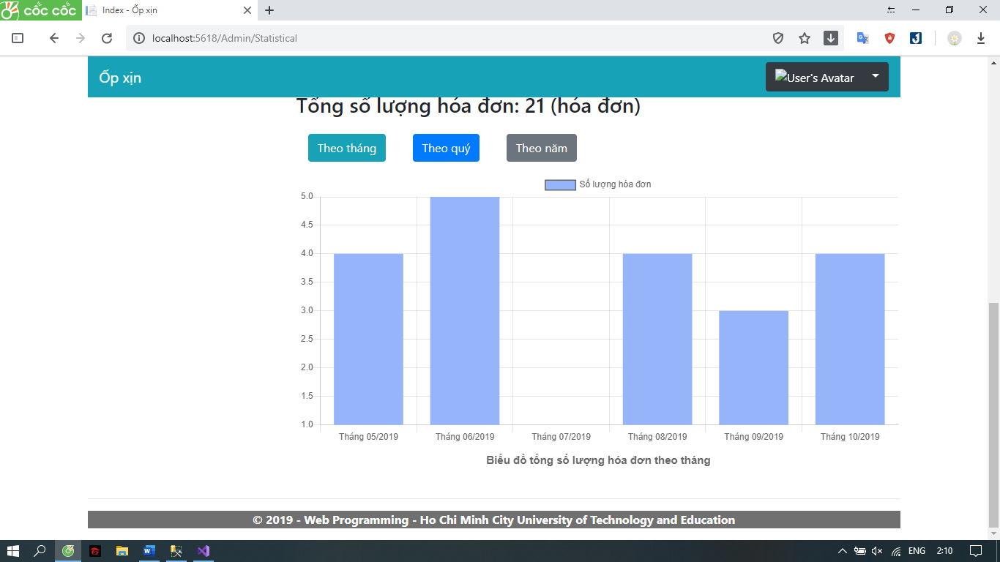 cốc cốc
Index - Ốp xịn
localhost:5618/Admin/Statistical
Ốp xịn
User's Avatar
Tổng số lượng hóa đơn: 21 (hóa đơn)
Theo tháng Theo quý Theo năm
Số lượng hóa đơn
5.0
4.5
4.0
3.5
3.0
2.5
2.0
1.5
1.0
Tháng 05/2019 Tháng 06/2019 Tháng 07/2019 Tháng 08/2019 Tháng 09/2019 Tháng 10/2019
Biểu đồ tổng số lượng hóa đơn theo tháng
© 2019 - Web Programming - Ho Chi Minh City University of Technology and Education
ENG 2:10